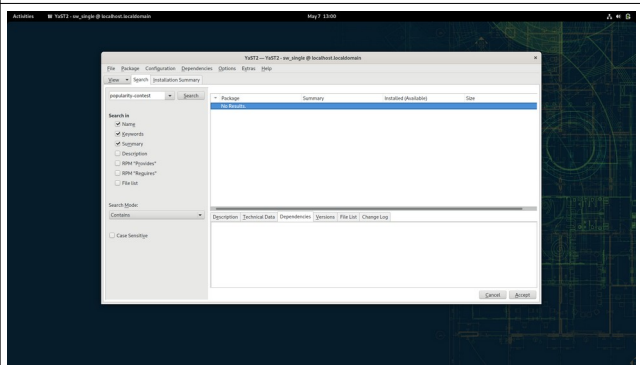 Activities YaST2 - sw_single @ localhost.localdomain May 7 13:00
YaST2 — YaST2 - sw_single @ localhost.localdomain ×
File Package Configuration Dependencies Options Extras Help
View Search Installation Summary
popularity-contest Search
Package Summary Installed (Available) Size
No Results.
Search in
Name
Keywords
Summary
Description
RPM "Provides"
RPM "Requires"
File list
Search Mode:
Contains
Description Technical Data Dependencies Versions File List Change Log
Case Sensitive
Cancel Accept